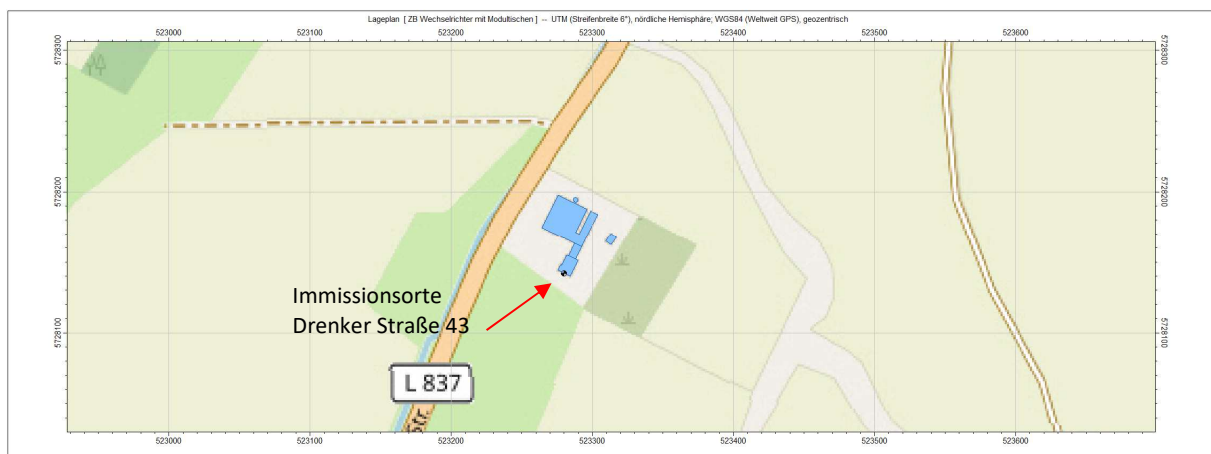 Lageplan [ ZB Wechselrichter mit Modultischen ] -- UTM (Streifenbreite 6°), nördliche Hemisphäre; WGS84 (Weltweit GPS), geozentrisch
523000 523100 523200 523300 523400 523500 523600
5728300 5728300
5728200 5728200
Immissionsorte
Drenker Straße 43
5728100 5728100
L 837
Str.
523000 523100 523200 523300 523400 523500 523600